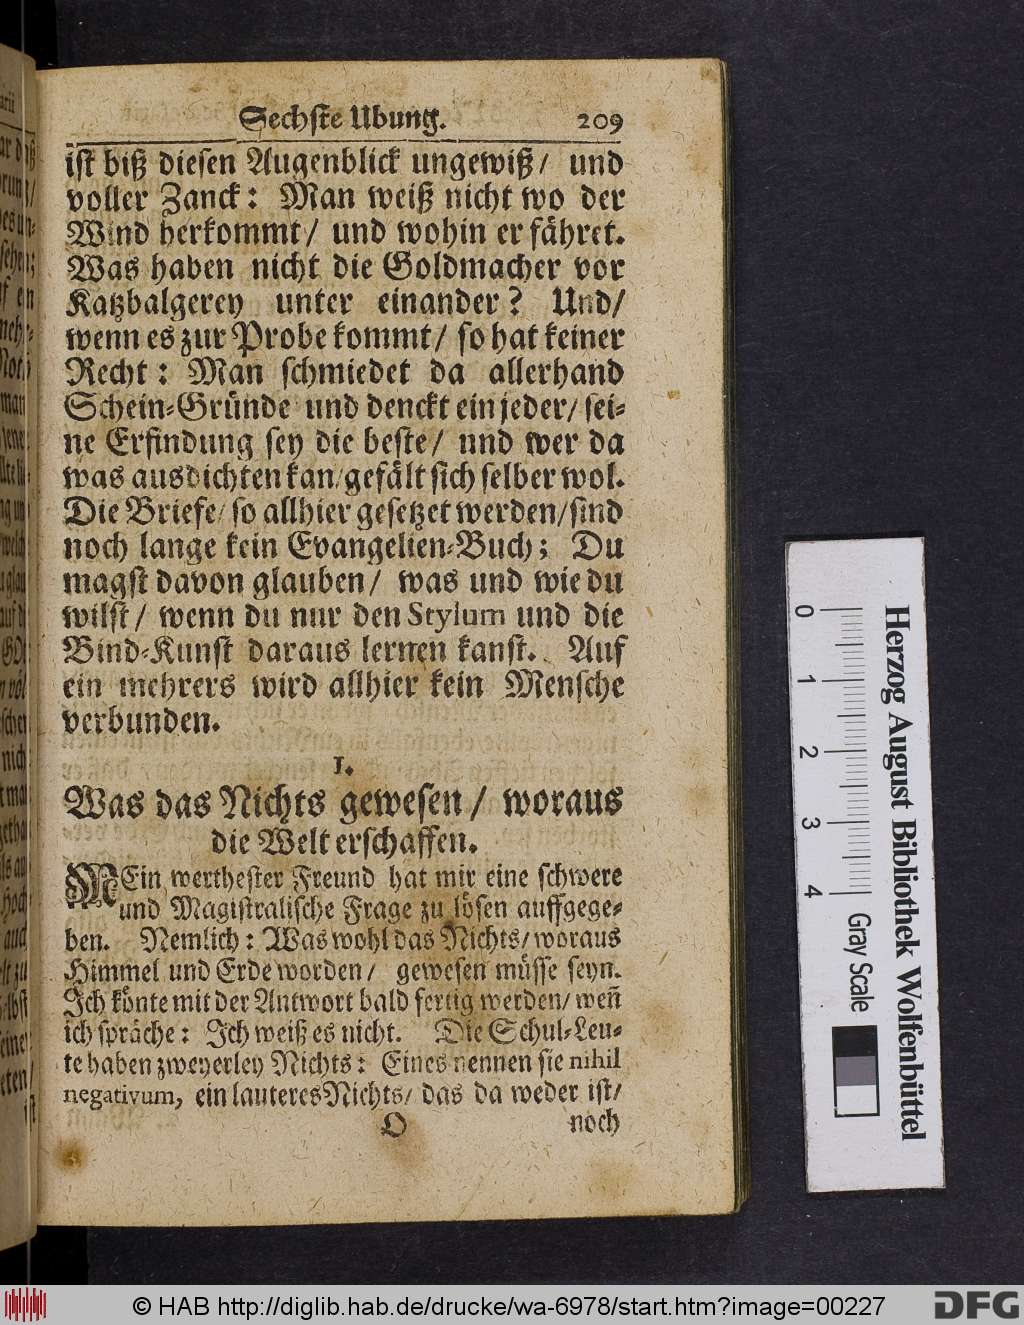 Sechste Ubung. 209
ist biß diesen Augenblick ungewiß / und
voller Zanck: Man weiß nicht wo der
Wind herkommt / und wohin er fähret.
Was haben nicht die Goldmacher vor
Katzbalgerey unter einander? Und /
wenn es zur Probe kommt / so hat keiner
Recht: Man schmiedet da allerhand
Schein-Gründe und denckt ein jeder / sei-
ne Erfindung sey die beste / und wer da
was ausdichten kan / gefält sich selber wol.
Die Briefe / so allhier gesetzet werden / sind
noch lange kein Evangelien-Buch; Du
magst davon glauben / was und wie du
wilst / wenn du nur den Stylum und die
Bind-Kunst daraus lernen kanst. Auf
ein mehrers wird allhier kein Mensche
verbunden.
I.
Was das Nichts gewesen / woraus
die Welt erschaffen.
MEin werthester Freund hat mir eine schwere
und Magistralische Frage zu lösen auffgege-
ben. Nemlich: Was wohl das Nichts / woraus
Himmel und Erde worden / gewesen müsse seyn.
Ich könte mit der Antwort bald fertig werden / weñ
ich spräche: Ich weiß es nicht. Die Schul-Leu-
te haben zweyerley Nichts: Eines nennen sie nihil
negativum, ein lauteres Nichts / das da weder ist /
O noch
Herzog August Bibliothek Wolfenbüttel
0 1 2 3 4 Gray Scale
© HAB http://diglib.hab.de/drucke/wa-6978/start.htm?image=00227
DFG